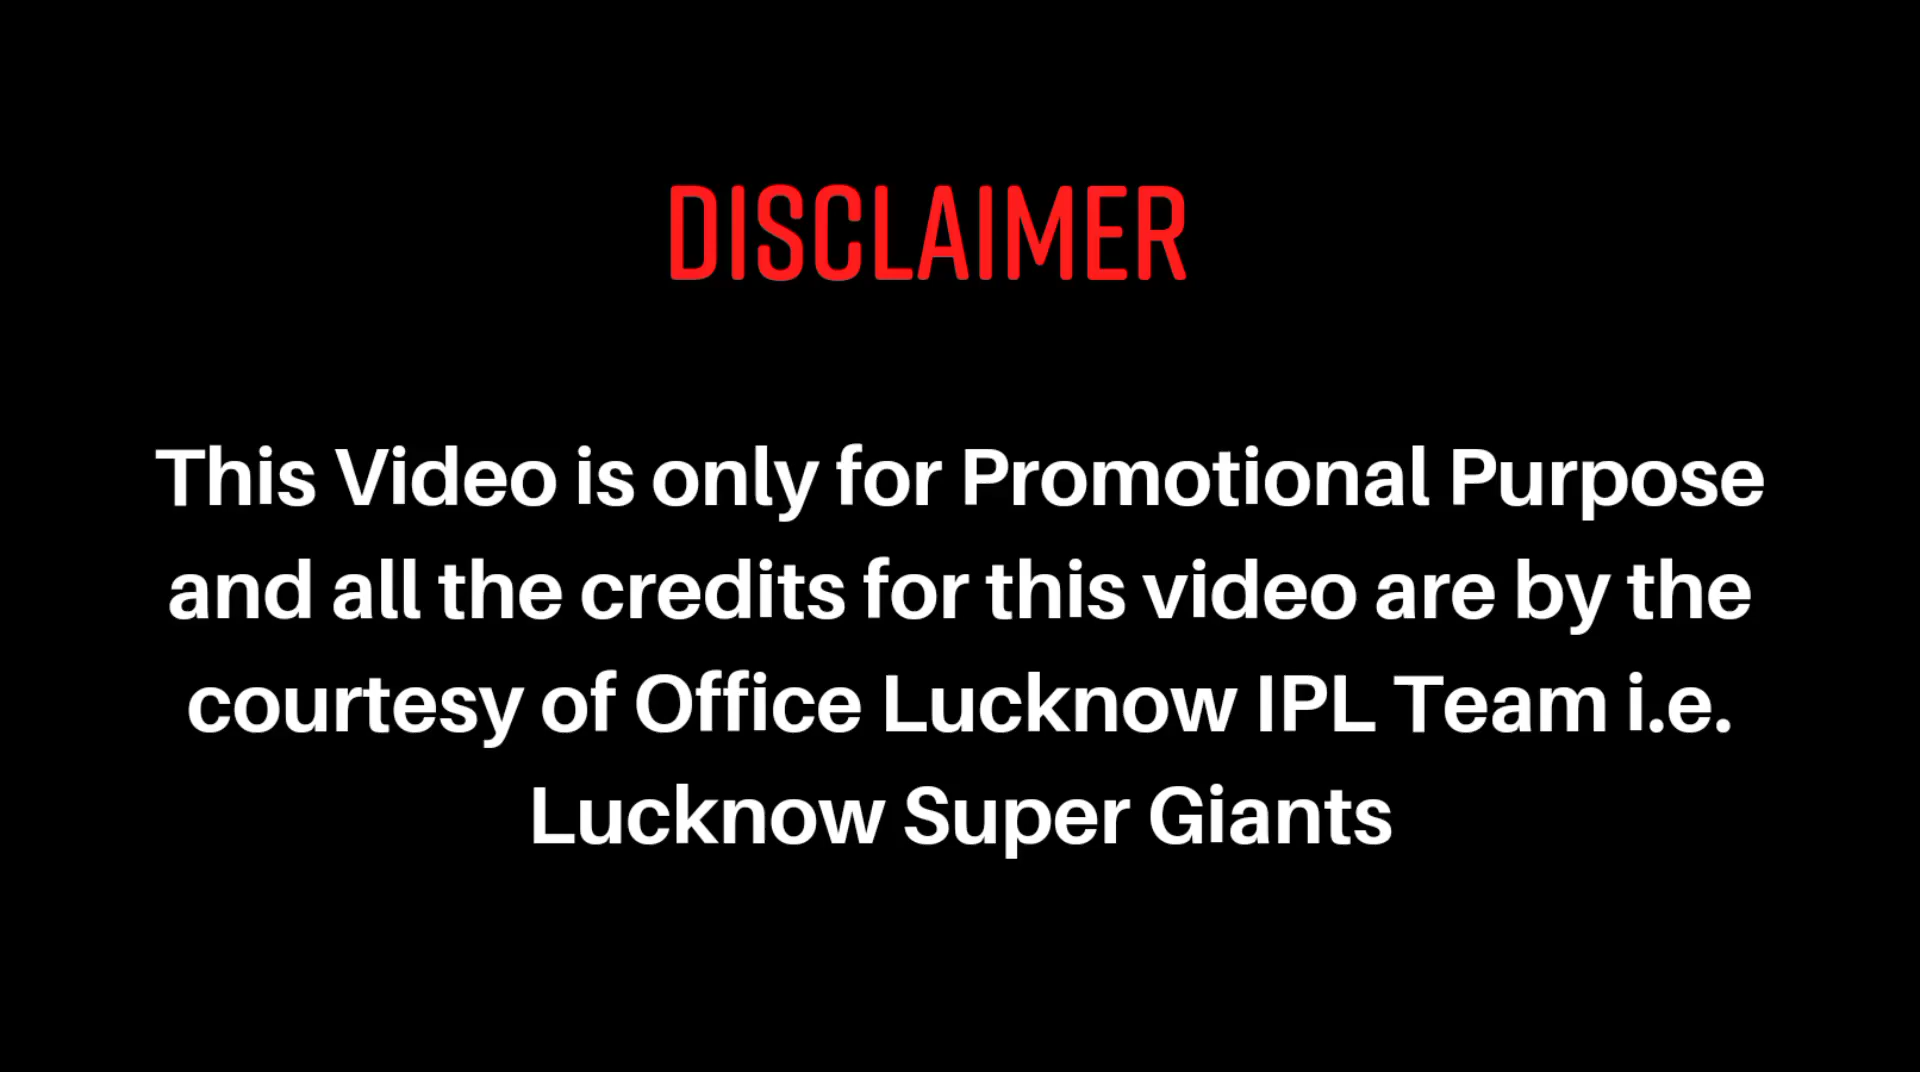 DISCLAIMER
This Video is only for Promotional Purpose
and all the credits for this video are by the
courtesy of Office Lucknow IPL Team i.e.
Lucknow Super Giants